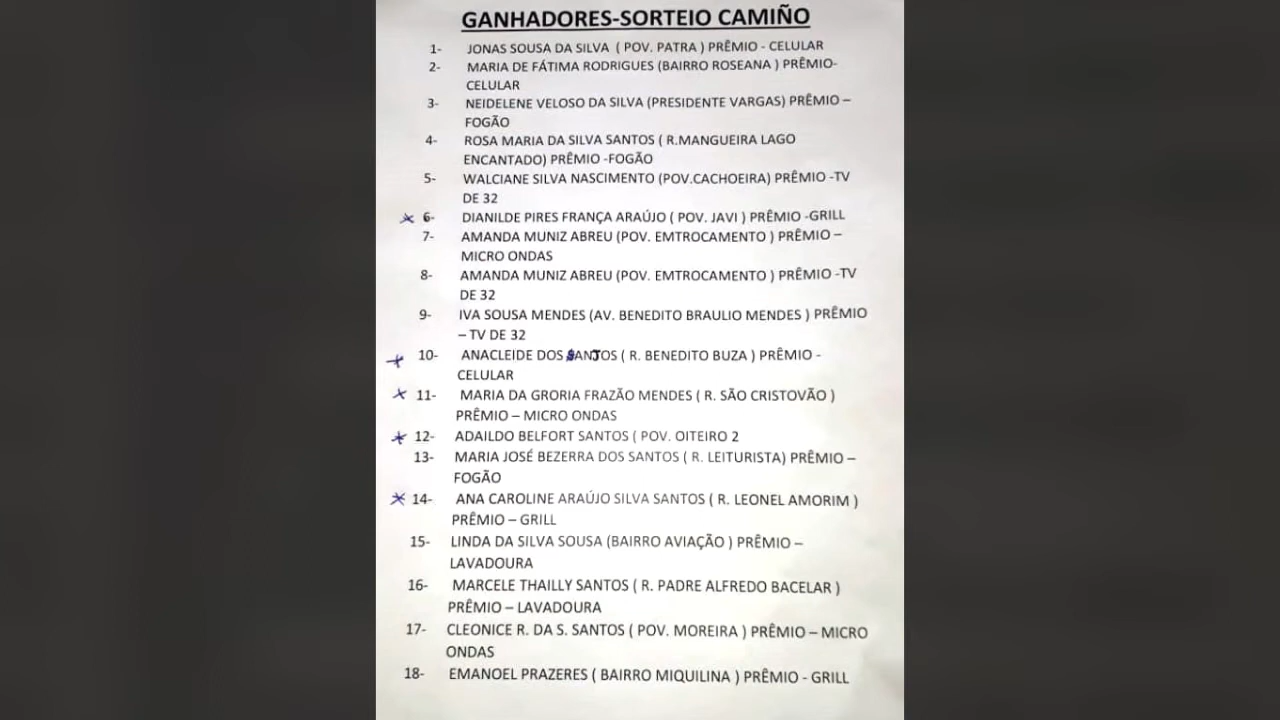 GANHADORES-SORTEIO CAMIÑO
1- JONAS SOUSA DA SILVA ( POV. PATRA ) PRÊMIO - CELULAR
2- MARIA DE FÁTIMA RODRIGUES (BAIRRO ROSEANA ) PRÊMIO-
CELULAR
3- NEIDELENE VELOSO DA SILVA (PRESIDENTE VARGAS) PRÊMIO –
FOGÃO
4- ROSA MARIA DA SILVA SANTOS ( R.MANGUEIRA LAGO
ENCANTADO) PRÊMIO -FOGÃO
5- WALCIANE SILVA NASCIMENTO (POV.CACHOEIRA) PRÊMIO -TV
DE 32
6- DIANILDE PIRES FRANÇA ARAÚJO ( POV. JAVI ) PRÊMIO -GRILL
7- AMANDA MUNIZ ABREU (POV. EMTROCAMENTO ) PRÊMIO –
MICRO ONDAS
8- AMANDA MUNIZ ABREU (POV. EMTROCAMENTO ) PRÊMIO -TV
DE 32
9- IVA SOUSA MENDES (AV. BENEDITO BRAULIO MENDES ) PRÊMIO
– TV DE 32
10- ANACLEIDE DOS SANTOS ( R. BENEDITO BUZA ) PRÊMIO -
CELULAR
11- MARIA DA GRORIA FRAZÃO MENDES ( R. SÃO CRISTOVÃO )
PRÊMIO – MICRO ONDAS
12- ADAILDO BELFORT SANTOS ( POV. OITEIRO 2
13- MARIA JOSÉ BEZERRA DOS SANTOS ( R. LEITURISTA) PRÊMIO –
FOGÃO
14- ANA CAROLINE ARAÚJO SILVA SANTOS ( R. LEONEL AMORIM )
PRÊMIO – GRILL
15- LINDA DA SILVA SOUSA (BAIRRO AVIAÇÃO ) PRÊMIO –
LAVADOURA
16- MARCELE THAILLY SANTOS ( R. PADRE ALFREDO BACELAR )
PRÊMIO – LAVADOURA
17- CLEONICE R. DA S. SANTOS ( POV. MOREIRA ) PRÊMIO – MICRO
ONDAS
18- EMANOEL PRAZERES ( BAIRRO MIQUILINA ) PRÊMIO - GRILL